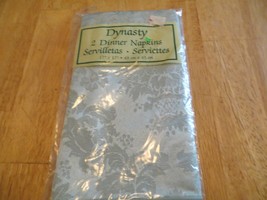 Dynasty
2 Dinner Napkins
Servilletas • Serviettes